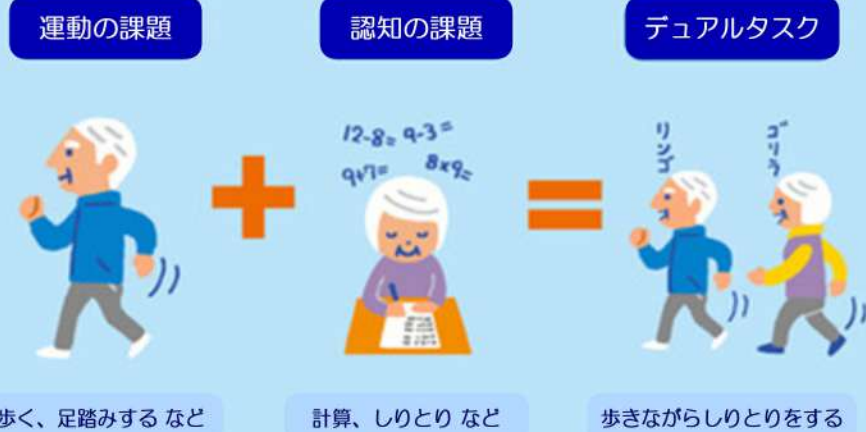 運動の課題
認知の課題
デュアルタスク
12-8= 9-3=
9+7= 8×9=
リンゴ
ゴリラ
歩く、足踏みする など
計算、しりとり など
歩きながらしりとりをする